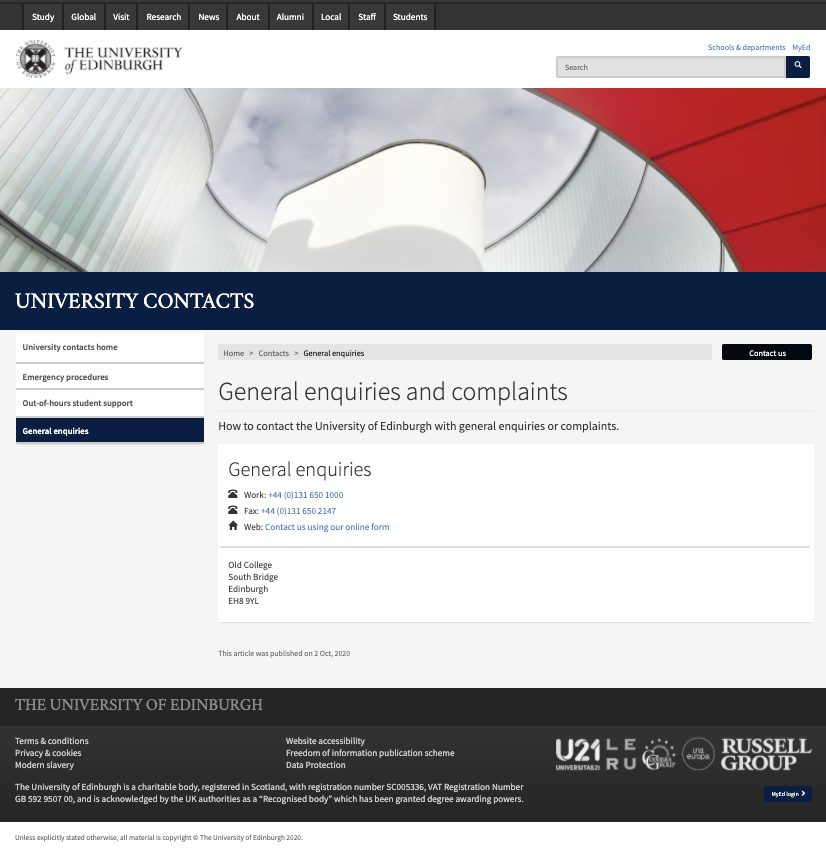 Study
Global
Visit
Research
News
About
Alumni
Local
Staff
Students
THE UNIVERSITY
of EDINBURGH
Schools & departments
MyEd
Search
UNIVERSITY CONTACTS
University contacts home
Emergency procedures
Out-of-hours student support
General enquiries
Home > Contacts > General enquiries
Contact us
General enquiries and complaints
How to contact the University of Edinburgh with general enquiries or complaints.
General enquiries
Work: +44 (0)131 650 1000
Fax: +44 (0)131 650 2147
Web: Contact us using our online form
Old College
South Bridge
Edinburgh
EH8 9YL
This article was published on 2 Oct, 2020
THE UNIVERSITY OF EDINBURGH
Terms & conditions
Privacy & cookies
Modern slavery
Website accessibility
Freedom of information publication scheme
Data Protection
U21
UNIVERSITAS 21
LE
RU
COIMBRA
GROUP
una
europa
RUSSELL
GROUP
The University of Edinburgh is a charitable body, registered in Scotland, with registration number SC005336, VAT Registration Number
GB 592 9507 00, and is acknowledged by the UK authorities as a “Recognised body” which has been granted degree awarding powers.
MyEd login
Unless explicitly stated otherwise, all material is copyright © The University of Edinburgh 2020.